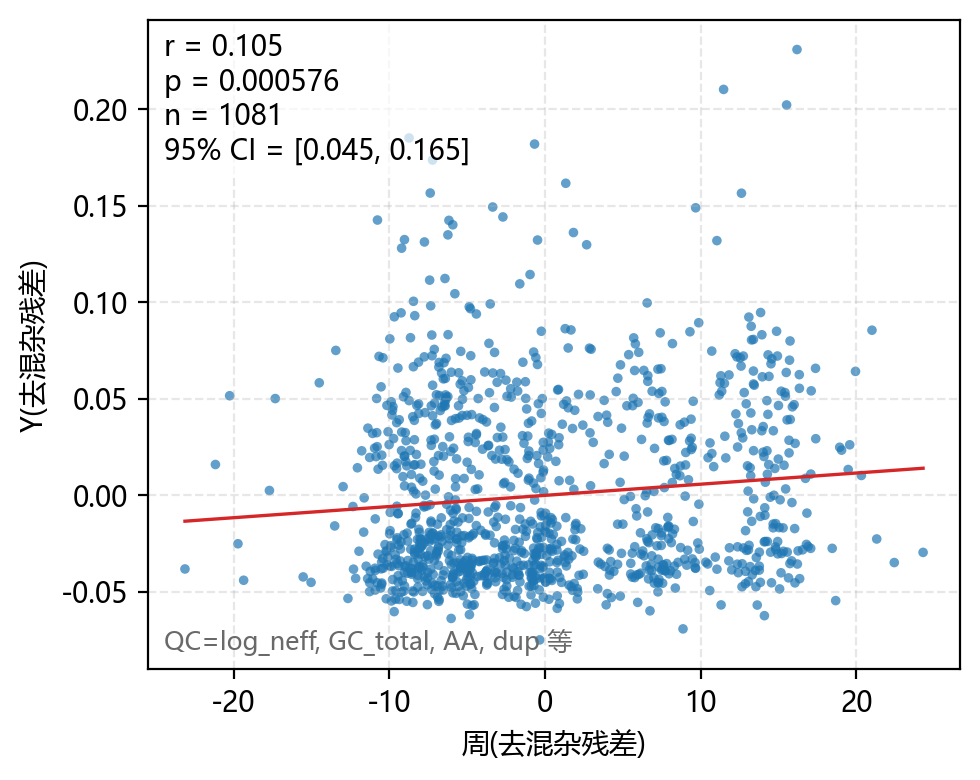 r = 0.105
p = 0.000576
n = 1081
95% CI = [0.045, 0.165]
0.20
0.15
0.10
0.05
0.00
-0.05
Y(去混杂残差)
QC=log_neff, GC_total, AA, dup 等
-20 -10 0 10 20
周(去混杂残差)